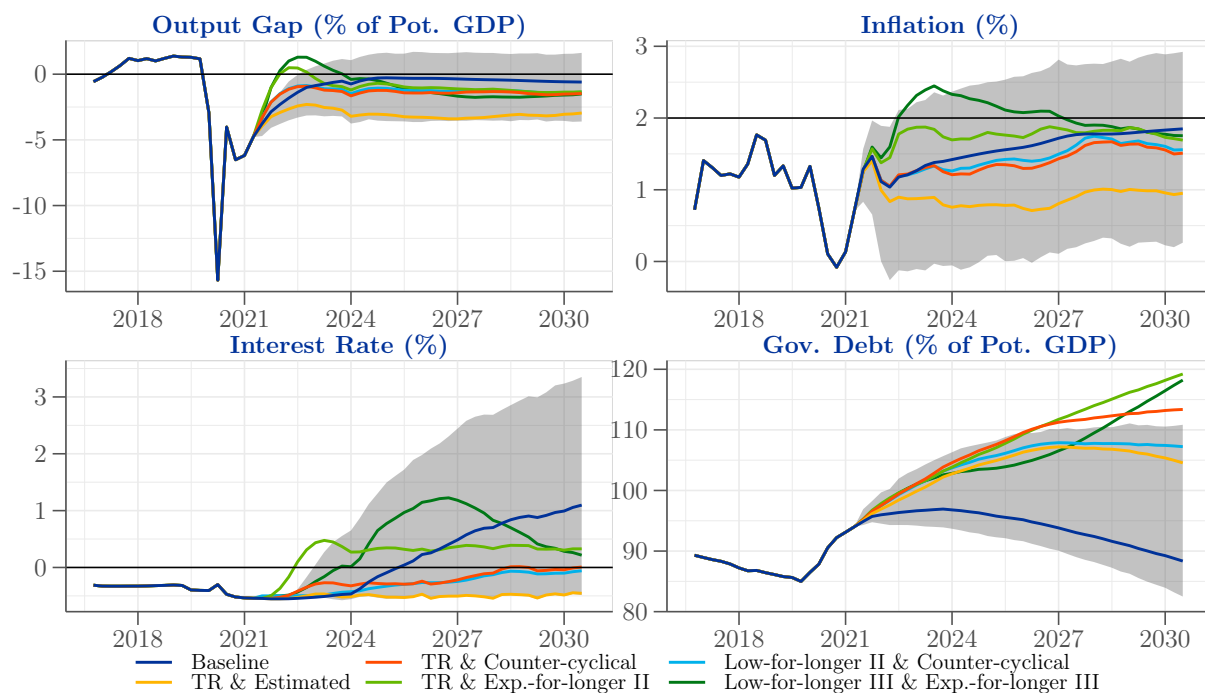 Output Gap (% of Pot. GDP)
0
-5
-10
-15
2018 2021 2024 2027 2030
Inflation (%)
3
2
1
0
2018 2021 2024 2027 2030
Interest Rate (%)
3
2
1
0
2018 2021 2024 2027 2030
Gov. Debt (% of Pot. GDP)
120
110
100
90
80
2018 2021 2024 2027 2030
Baseline TR & Counter-cyclical Low-for-longer II & Counter-cyclical
TR & Estimated TR & Exp.-for-longer II Low-for-longer III & Exp.-for-longer III